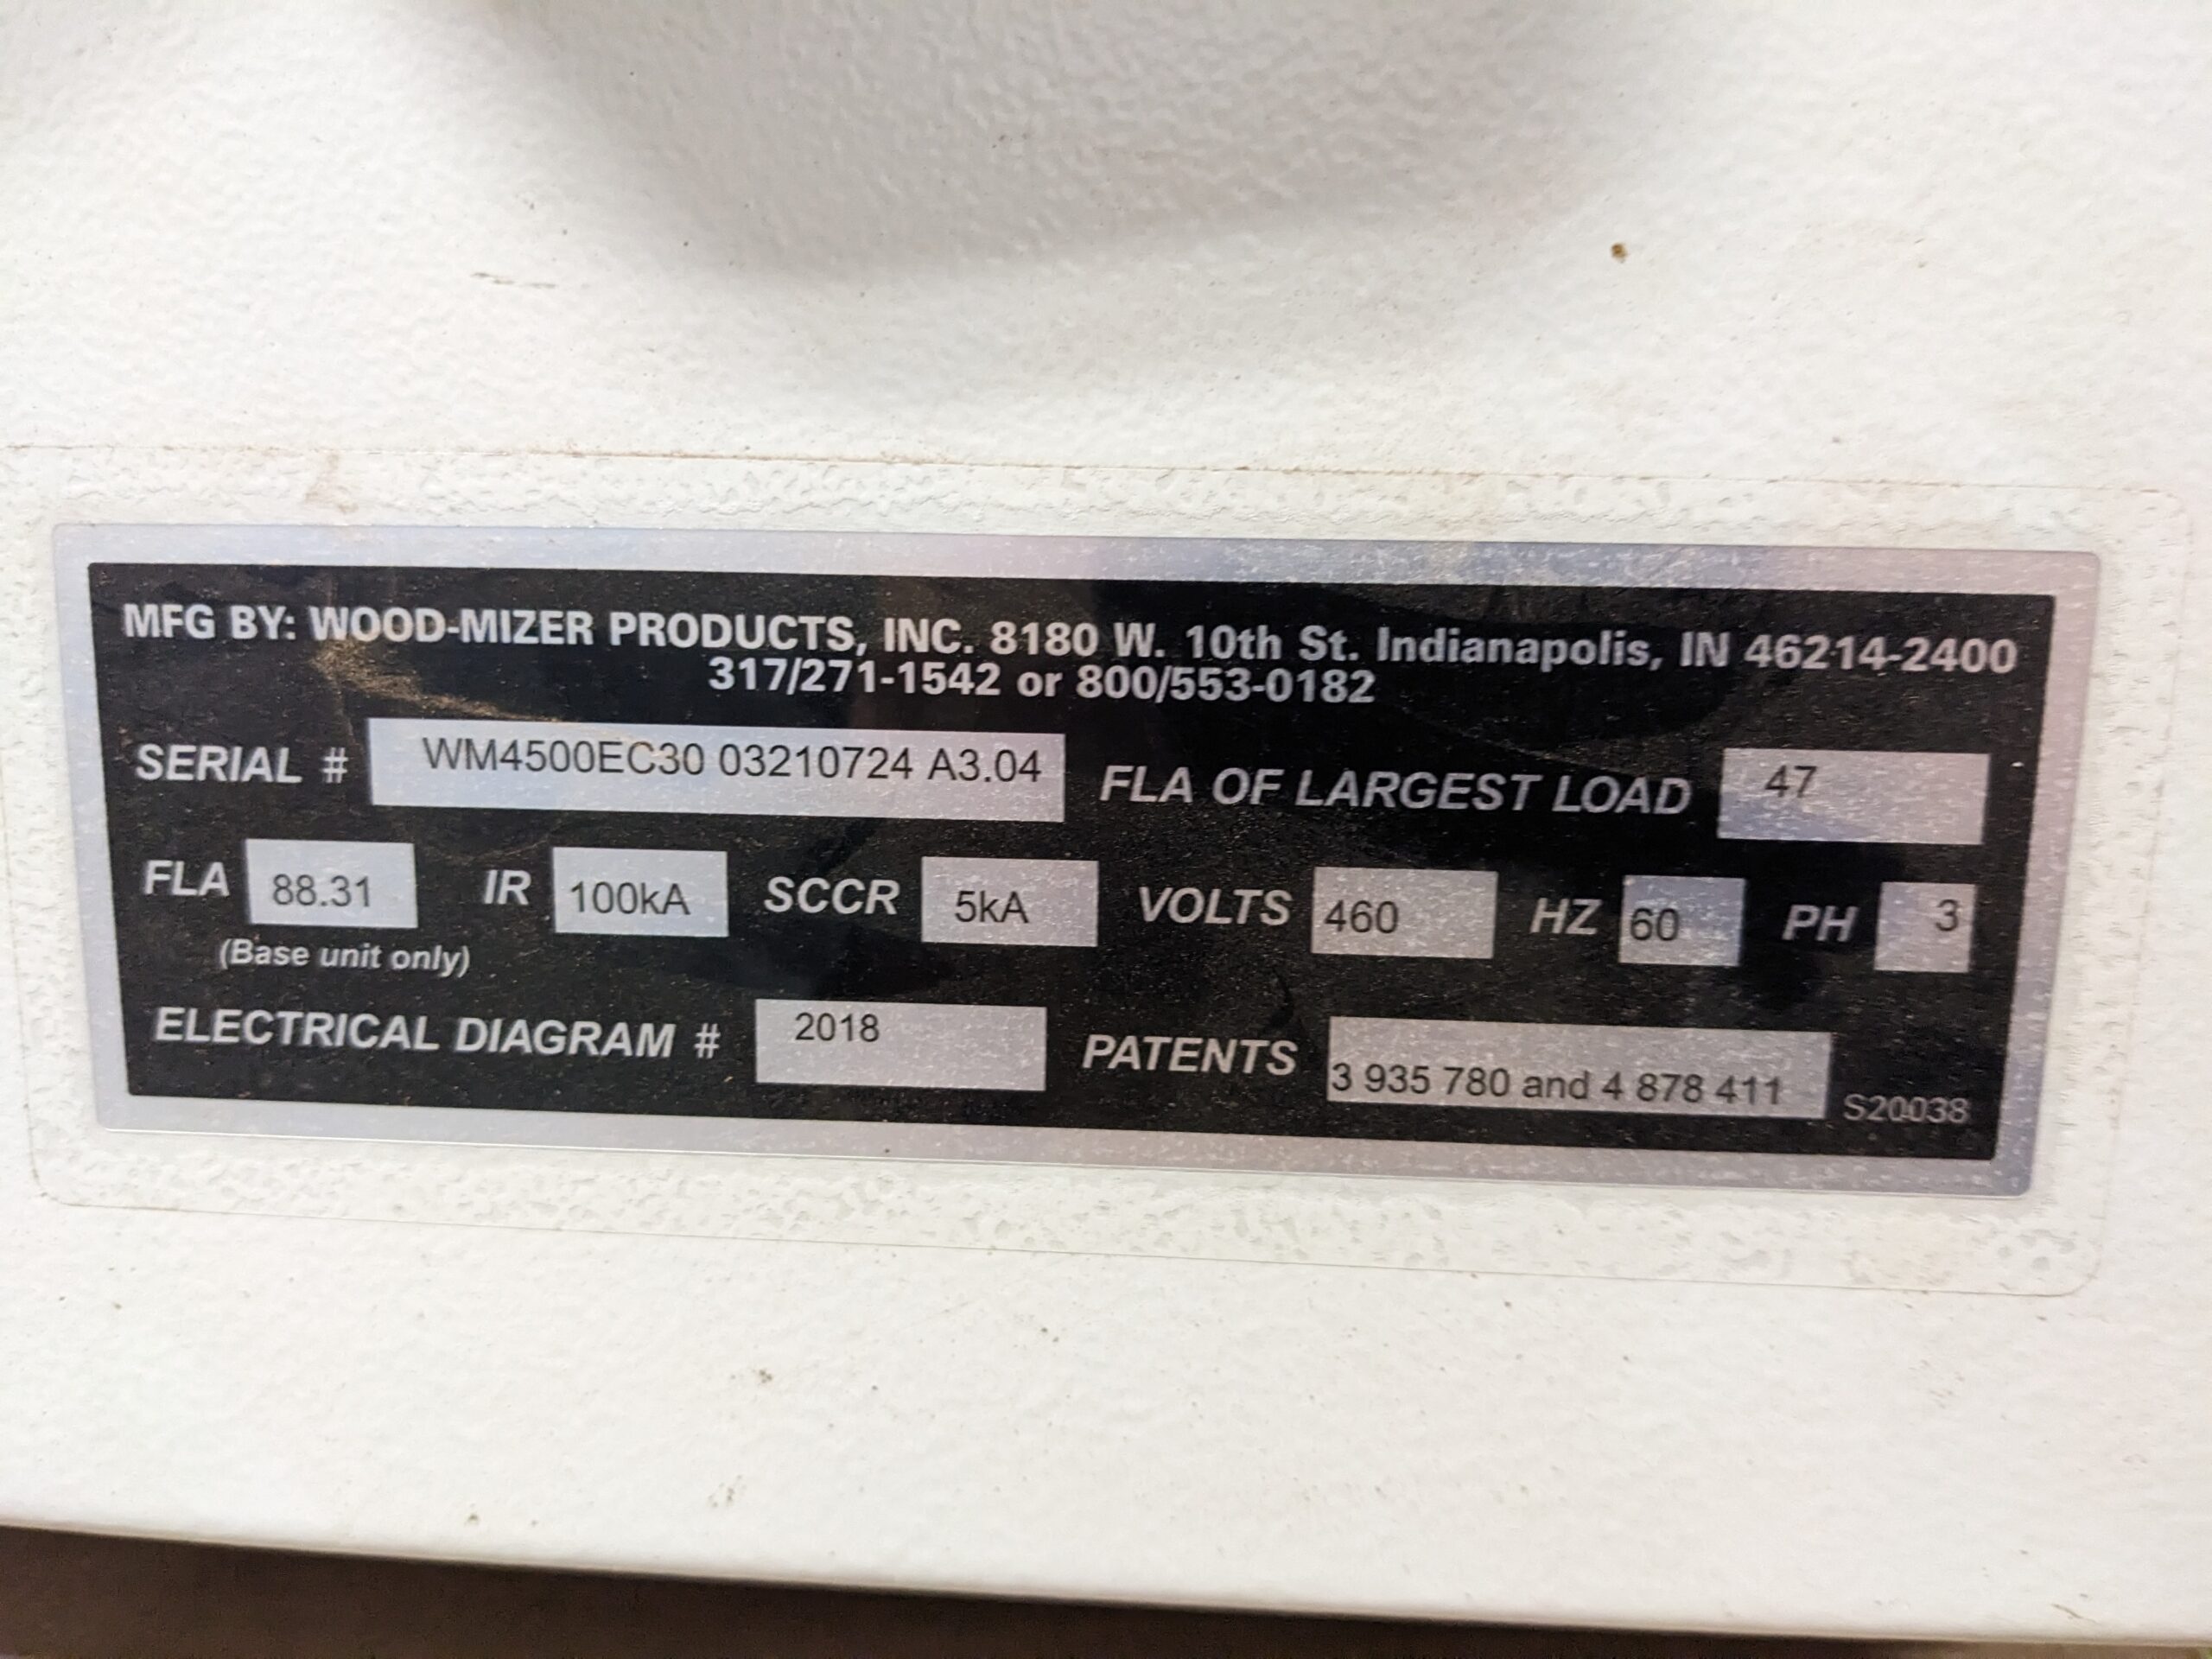 MFG BY: WOOD-MIZER PRODUCTS, INC. 8180 W. 10th St. Indianapolis, IN 46214-2400
317/271-1542 or 800/553-0182
SERIAL # WM4500EC30 03210724 A3.04 FLA OF LARGEST LOAD 47
FLA 88.31 IR 100kA SCCR 5kA VOLTS 460 HZ 60 PH 3
(Base unit only)
ELECTRICAL DIAGRAM # 2018 PATENTS 3 935 780 and 4 878 411 S20038